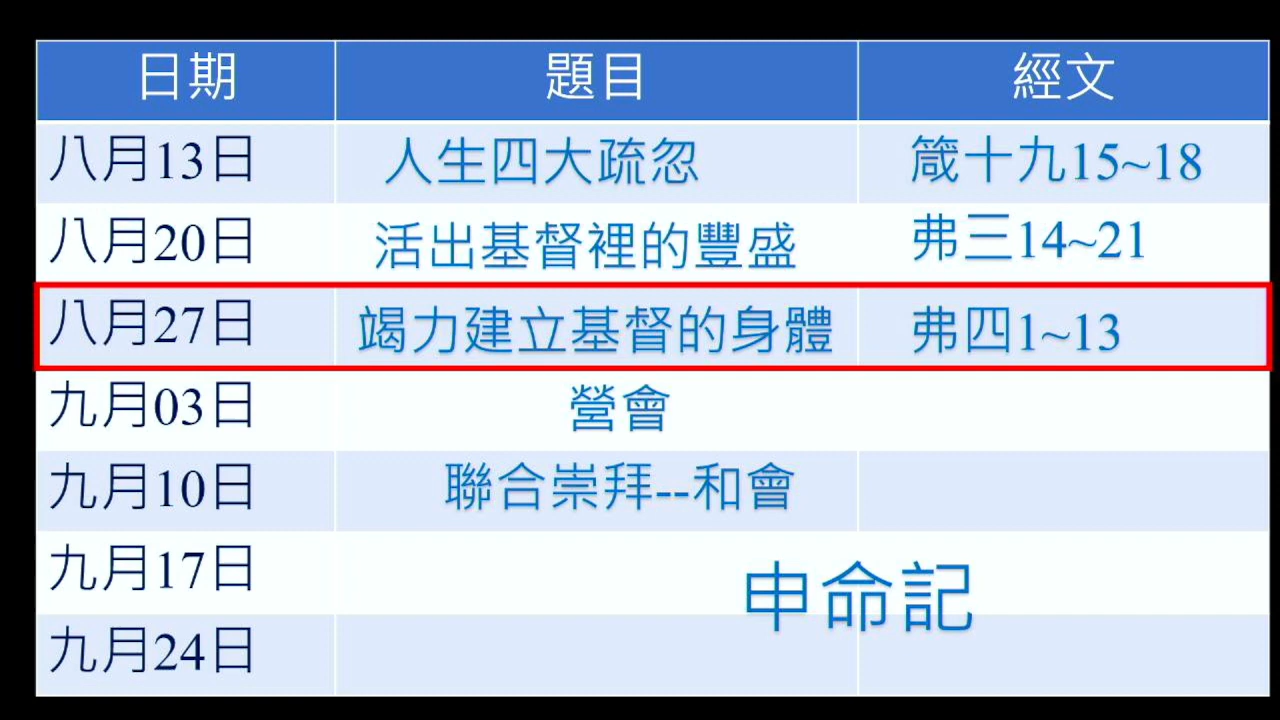 日期 題目 經文
八月13日 人生四大疏忽 箴十九15~18
八月20日 活出基督裡的豐盛 弗三14~21
八月27日 竭力建立基督的身體 弗四1~13
九月03日 營會
九月10日 聯合崇拜--和會
九月17日
申命記
九月24日